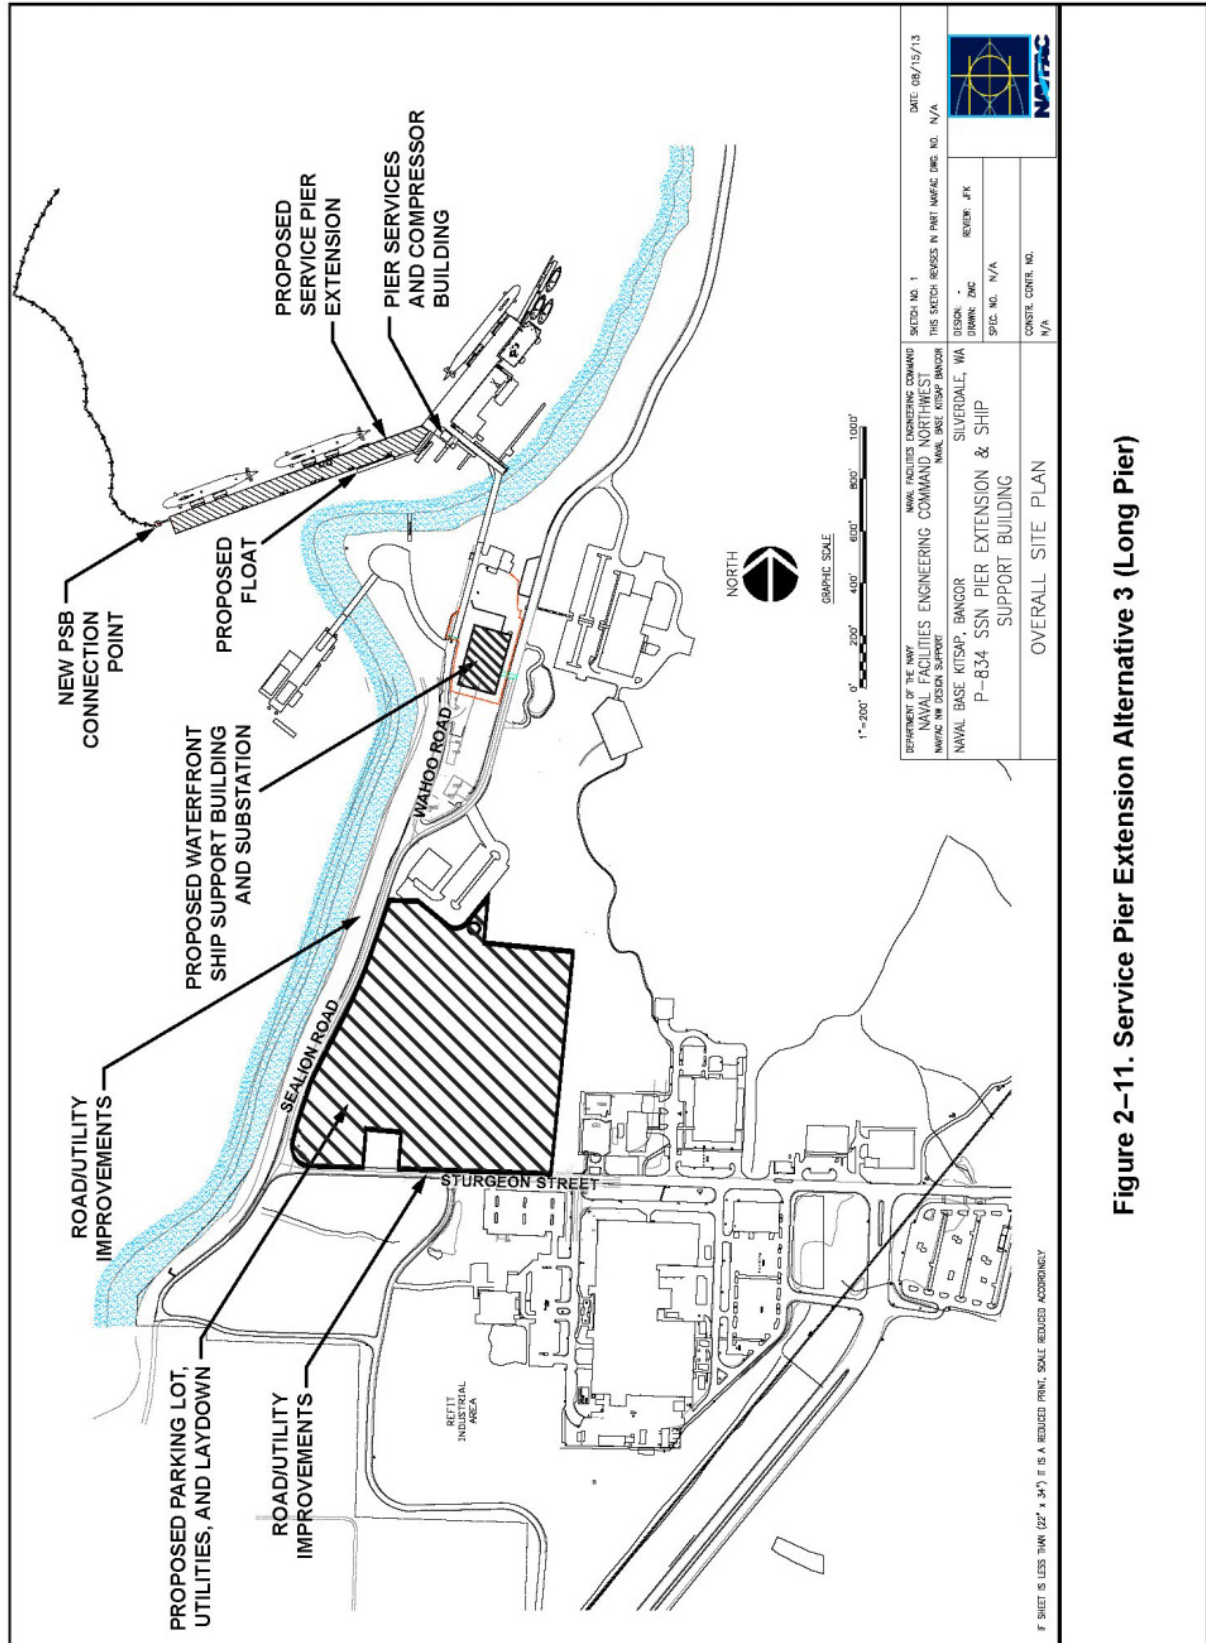 NEW PSB
CONNECTION
POINT
PROPOSED
SERVICE PIER
EXTENSION
PIER SERVICES
AND COMPRESSOR
BUILDING
PROPOSED
FLOAT
PROPOSED WATERFRONT
SHIP SUPPORT BUILDING
AND SUBSTATION
ROAD/UTILITY
IMPROVEMENTS
PROPOSED PARKING LOT,
UTILITIES, AND LAYDOWN
ROAD/UTILITY
IMPROVEMENTS
SEALION ROAD
WAHOO ROAD
STURGEON STREET
REFIT
INDUSTRIAL
AREA
NORTH
GRAPHIC SCALE
1"=200' 0' 200' 400' 600' 800' 1000'
DEPARTMENT OF THE NAVY NAVAL FACILITIES ENGINEERING COMMAND
NAVAL FACILITIES ENGINEERING COMMAND NORTHWEST
NAVFAC NW DESIGN SUPPORT NAVAL BASE KITSAP BANGOR
NAVAL BASE KITSAP, BANGOR SILVERDALE, WA
P-834 SSN PIER EXTENSION & SHIP
SUPPORT BUILDING
OVERALL SITE PLAN
SKETCH NO. 1 DATE: 08/15/13
THIS SKETCH REVISES IN PART NAVFAC DWG. NO. N/A
DESIGN: -
DRAWN: ZMC REVIEW: JFK
SPEC. NO. N/A
CONSTR. CONTR. NO.
N/A
NAVFAC
IF SHEET IS LESS THAN (22" x 34") IT IS A REDUCED PRINT, SCALE REDUCED ACCORDINGLY
Figure 2–11. Service Pier Extension Alternative 3 (Long Pier)